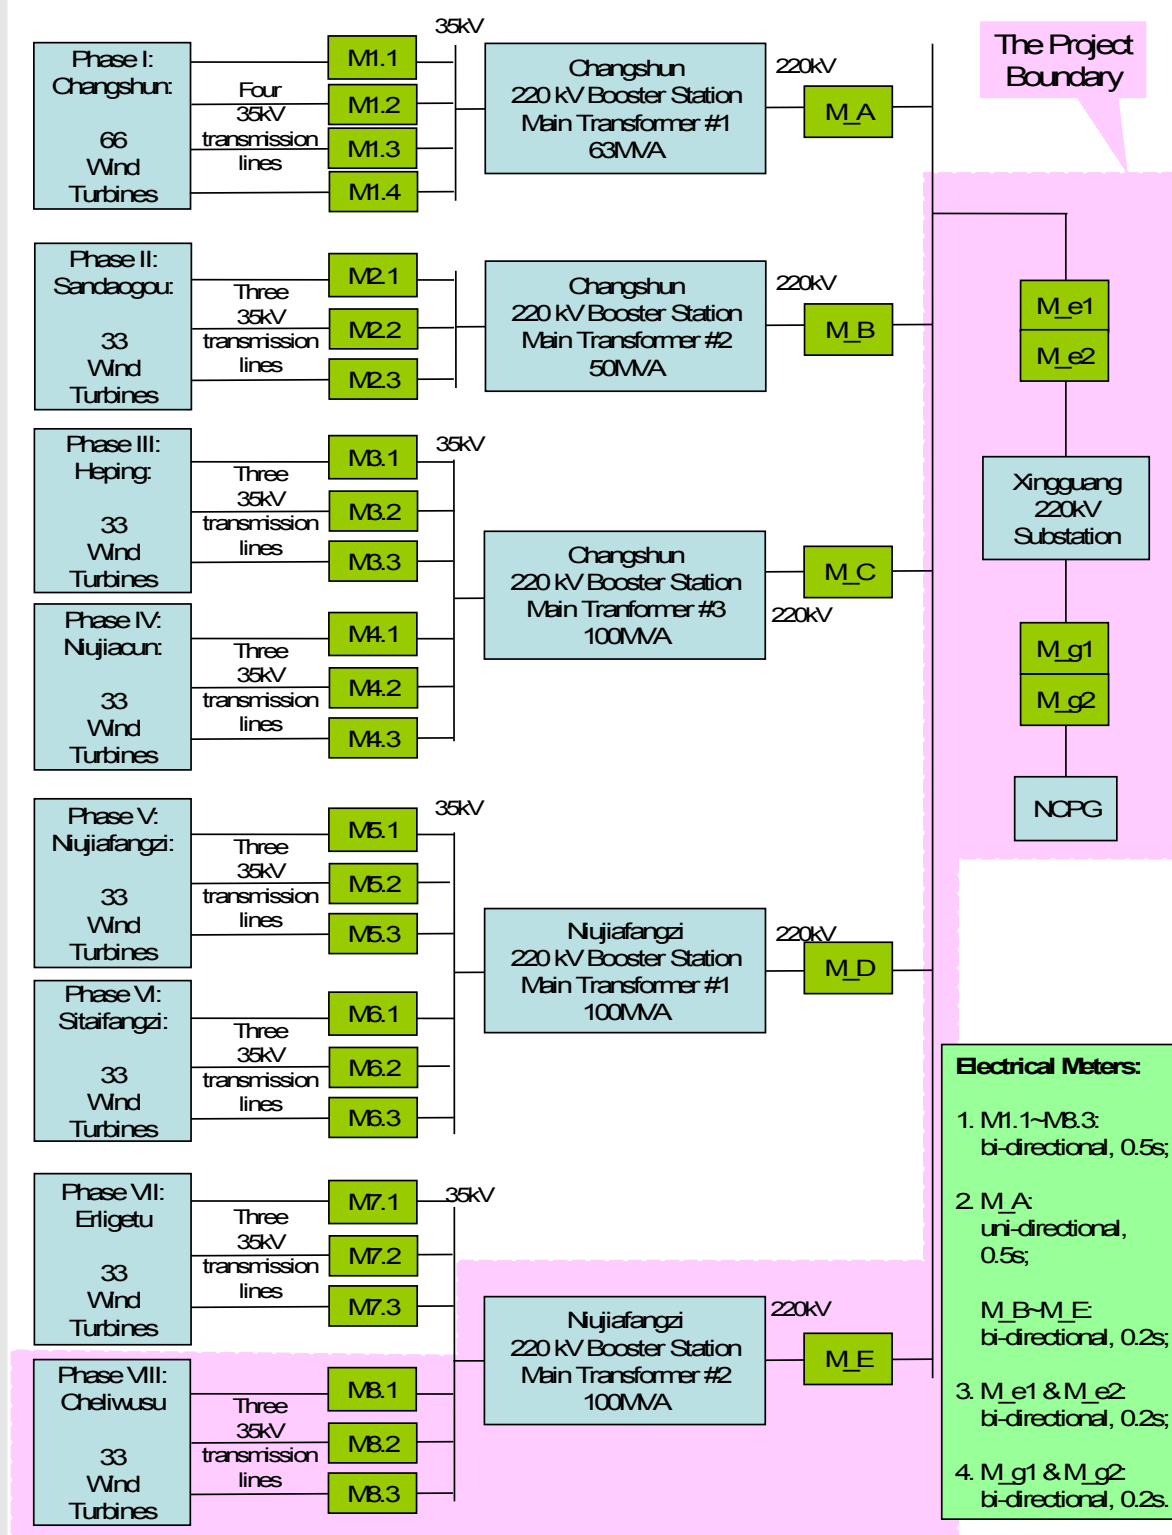 35kV
Phase I:
Changshun:
66
Wind
Turbines
Four
35kV
transmission
lines
M1.1
M1.2
M1.3
M1.4
Changshun
220 kV Booster Station
Main Transformer #1
63MVA
220kV
M_A
The Project
Boundary
Phase II:
Sandaogou:
33
Wind
Turbines
Three
35kV
transmission
lines
M2.1
M2.2
M2.3
Changshun
220 kV Booster Station
Main Transformer #2
50MVA
220kV
M_B
M_e1
M_e2
Phase III:
Heping:
33
Wind
Turbines
Three
35kV
transmission
lines
M3.1
M3.2
M3.3
35kV
Changshun
220 kV Booster Station
Main Tranformer #3
100MVA
M_C
220kV
Xingguang
220kV
Substation
Phase IV:
Niujiacun:
33
Wind
Turbines
Three
35kV
transmission
lines
M4.1
M4.2
M4.3
M_g1
M_g2
NCPG
Phase V:
Niujiafangzi:
33
Wind
Turbines
Three
35kV
transmission
lines
M5.1
M5.2
M5.3
35kV
Niujiafangzi
220 kV Booster Station
Main Transformer #1
100MVA
220kV
M_D
Phase VI:
Sitaifangzi:
33
Wind
Turbines
Three
35kV
transmission
lines
M6.1
M6.2
M6.3
Phase VII:
Erligetu
33
Wind
Turbines
Three
35kV
transmission
lines
M7.1
M7.2
M7.3
35kV
Niujiafangzi
220 kV Booster Station
Main Transformer #2
100MVA
220kV
M_E
Phase VIII:
Cheliwusu
33
Wind
Turbines
Three
35kV
transmission
lines
M8.1
M8.2
M8.3
Electrical Meters:
1. M1.1~M8.3:
bi-directional, 0.5s;
2. M_A:
uni-directional,
0.5s;
M_B~M_E:
bi-directional, 0.2s;
3. M_e1 & M_e2:
bi-directional, 0.2s;
4. M_g1 & M_g2:
bi-directional, 0.2s.